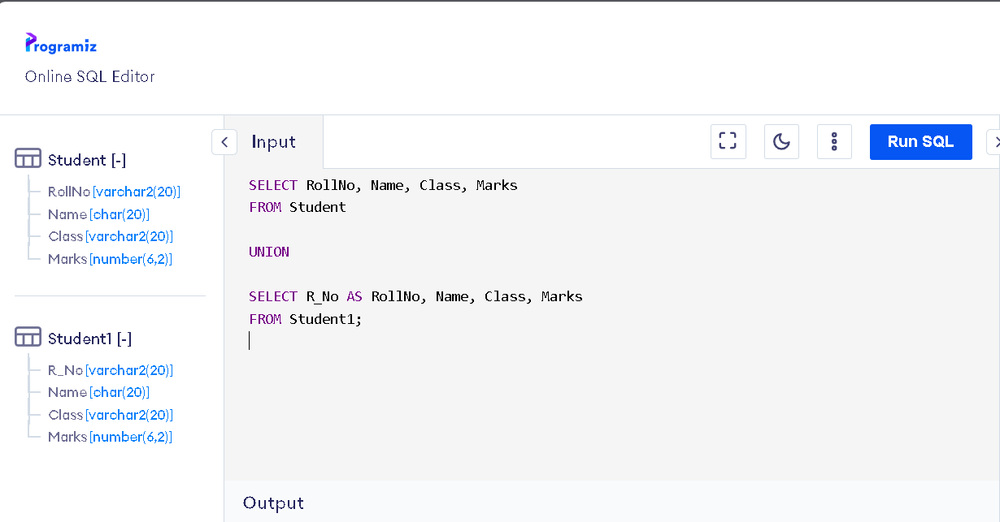 Programiz
Online SQL Editor
Student [-]
RollNo [varchar2(20)]
Name [char(20)]
Class [varchar2(20)]
Marks [number(6,2)]
Student1 [-]
R_No [varchar2(20)]
Name [char(20)]
Class [varchar2(20)]
Marks [number(6,2)]
Input
Run SQL
SELECT RollNo, Name, Class, Marks
FROM Student
UNION
SELECT R_No AS RollNo, Name, Class, Marks
FROM Student1;
Output